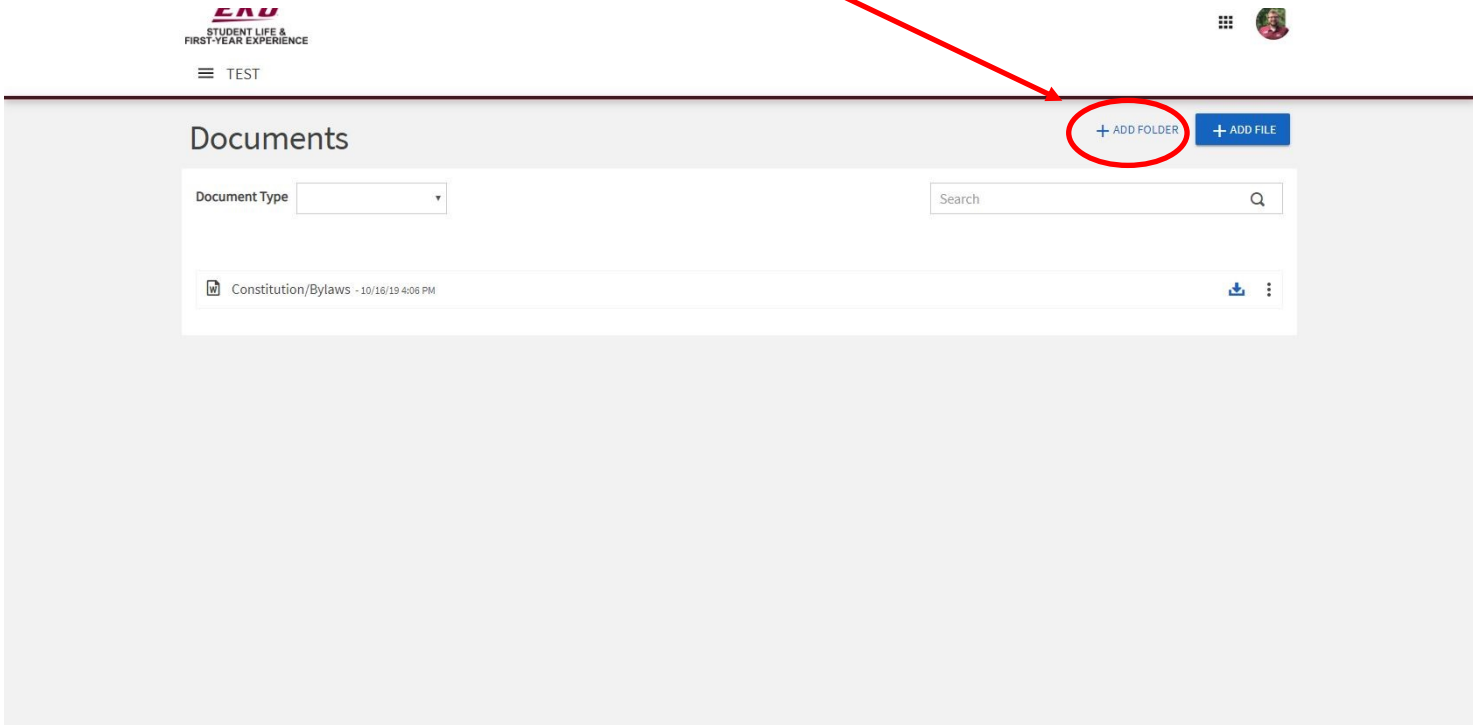 EKU
STUDENT LIFE &
FIRST-YEAR EXPERIENCE
TEST
Documents
+ ADD FOLDER
+ ADD FILE
Document Type
Search
Constitution/Bylaws - 10/16/19 4:06 PM